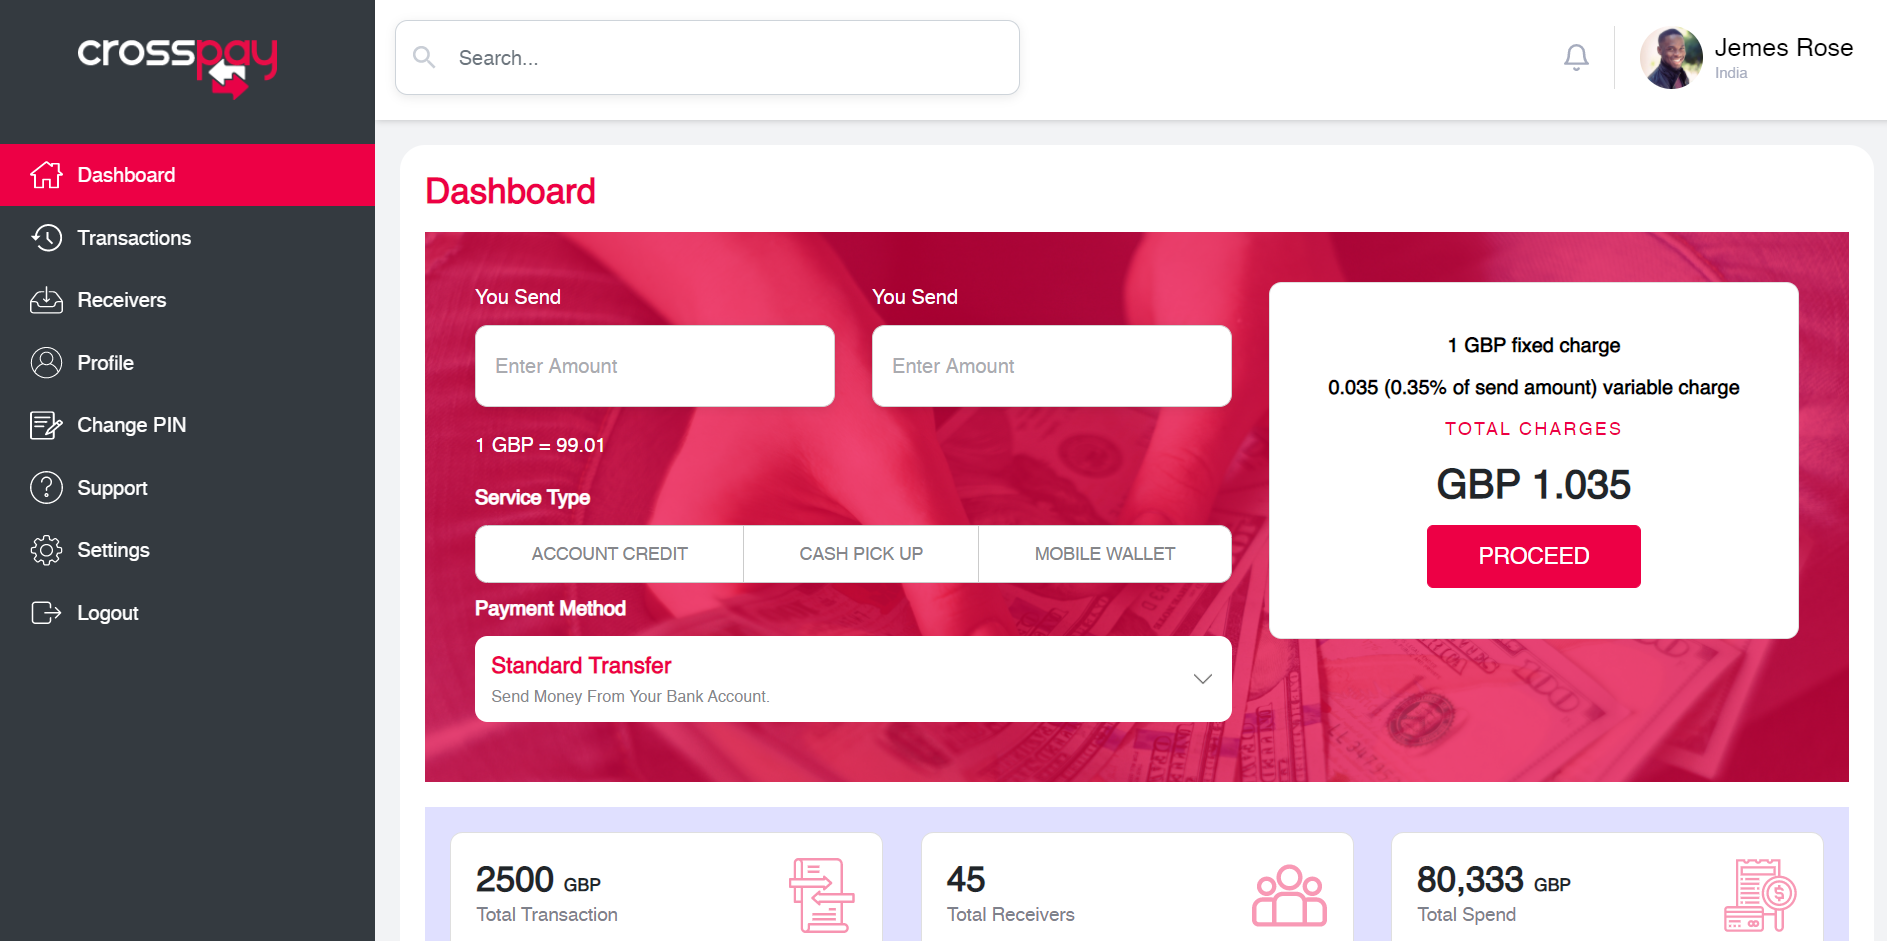 crosspay
Search...
Jemes Rose
India
Dashboard
Transactions
Receivers
Profile
Change PIN
Support
Settings
Logout
Dashboard
You Send
You Send
Enter Amount
Enter Amount
1 GBP = 99.01
Service Type
ACCOUNT CREDIT
CASH PICK UP
MOBILE WALLET
Payment Method
Standard Transfer
Send Money From Your Bank Account.
1 GBP fixed charge
0.035 (0.35% of send amount) variable charge
TOTAL CHARGES
GBP 1.035
PROCEED
2500 GBP
Total Transaction
45
Total Receivers
80,333 GBP
Total Spend